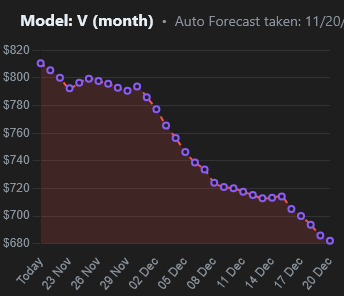 Model: V (month) • Auto Forecast taken: 11/20/
$820
$800
$780
$760
$740
$720
$700
$680
Today
23 Nov
26 Nov
29 Nov
02 Dec
05 Dec
08 Dec
11 Dec
14 Dec
17 Dec
20 Dec